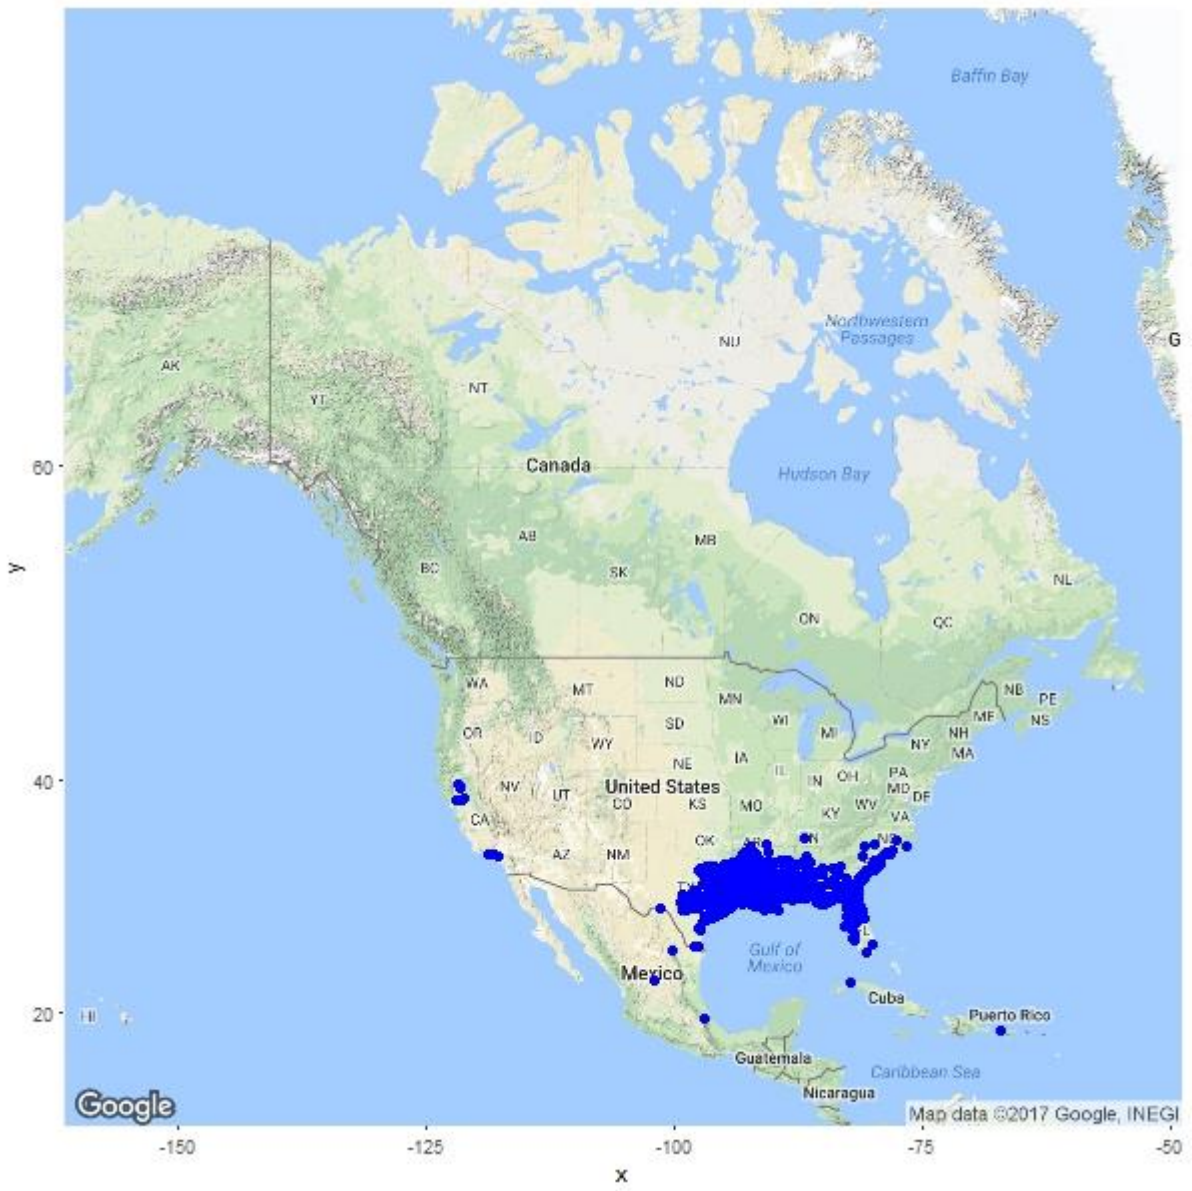 Baffin Bay
Northwestern
Passages
NU
G
AK
NT
YT
60
Canada
Hudson Bay
AB
MB
BC
SK
NL
y
ON
QC
WA
MT
ND
MN
NB
PE
ME
NS
OR
ID
SD
WI
MI
NH
NY
MA
WY
NE
IA
40
NV
UT
United States
CO
IL
IN
OH
PA
MD
DE
KS
MO
WV
KY
VA
CA
OK
AZ
NM
Gulf of
Mexico
Mexico
Cuba
20
HI
Puerto Rico
Guatemala
Caribbean Sea
Nicaragua
Google
Map data ©2017 Google, INEGI
-150
-125
-100
-75
-50
x